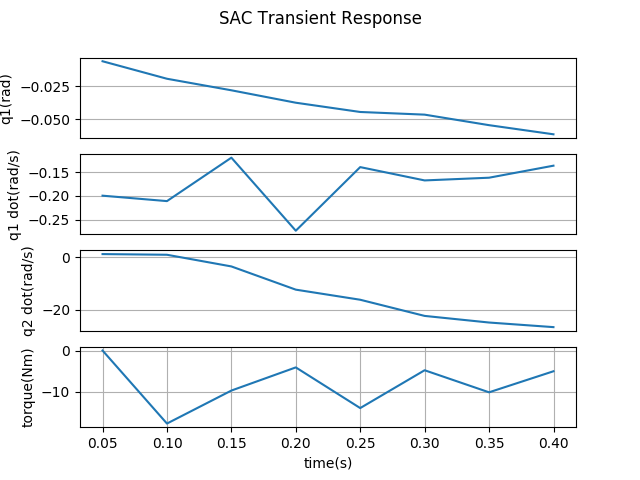 SAC Transient Response
q1(rad)
−0.025
−0.050
q1 dot(rad/s)
−0.15
−0.20
−0.25
q2 dot(rad/s)
0
−20
torque(Nm)
0
−10
0.05 0.10 0.15 0.20 0.25 0.30 0.35 0.40
time(s)